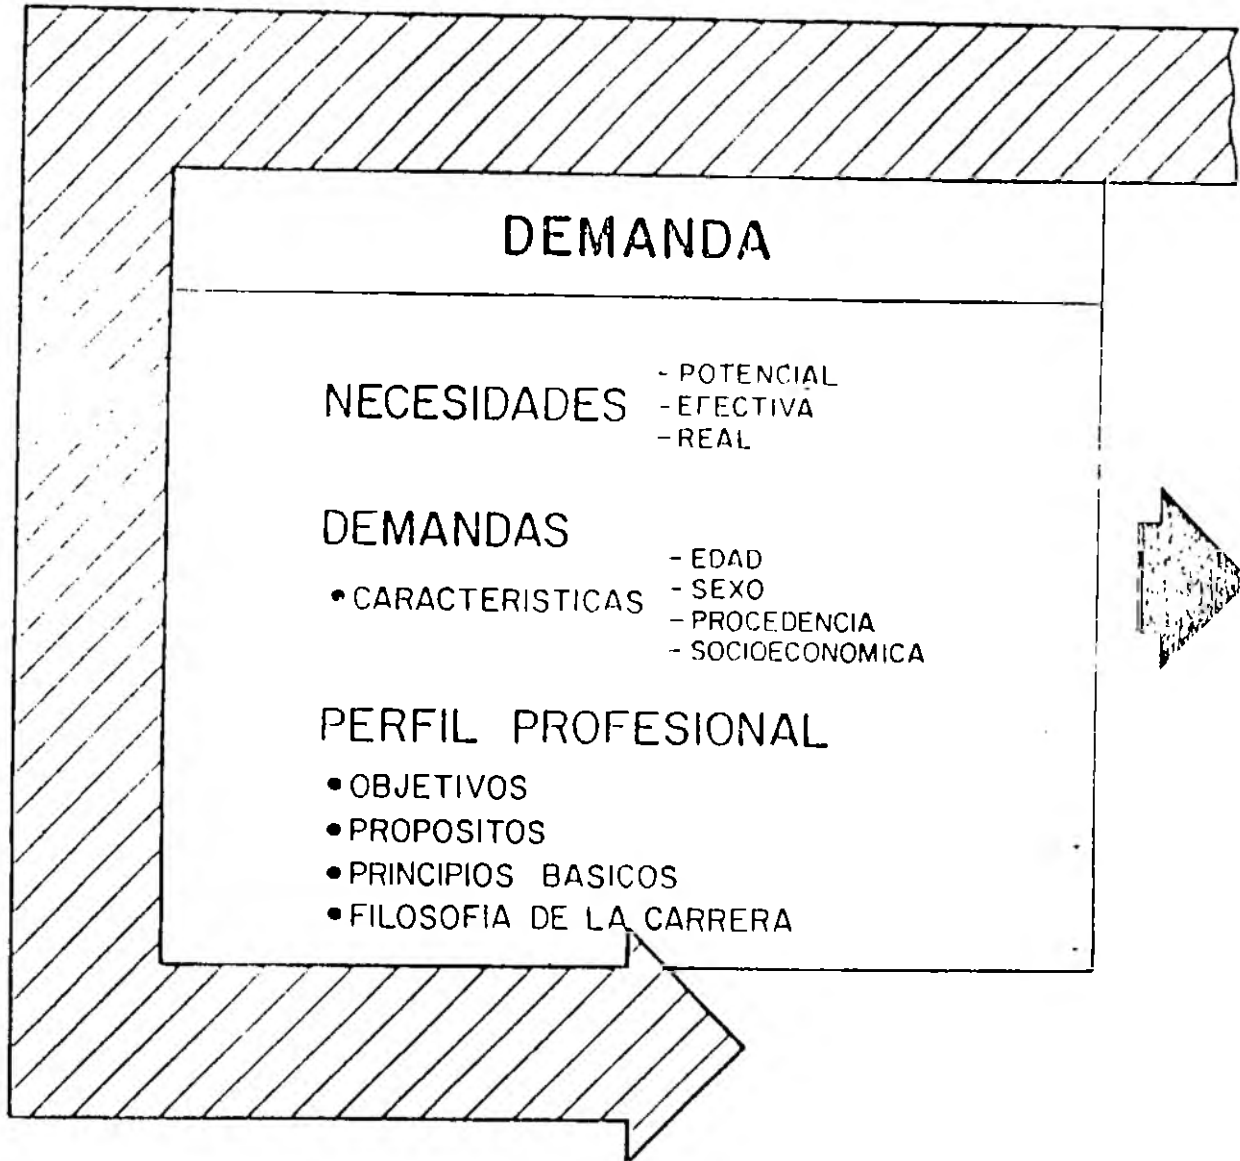 DEMANDA
NECESIDADES
- POTENCIAL
- EFECTIVA
- REAL
DEMANDAS
• CARACTERISTICAS
- EDAD
- SEXO
- PROCEDENCIA
- SOCIOECONOMICA
PERFIL PROFESIONAL
• OBJETIVOS
• PROPOSITOS
• PRINCIPIOS BASICOS
• FILOSOFIA DE LA CARRERA